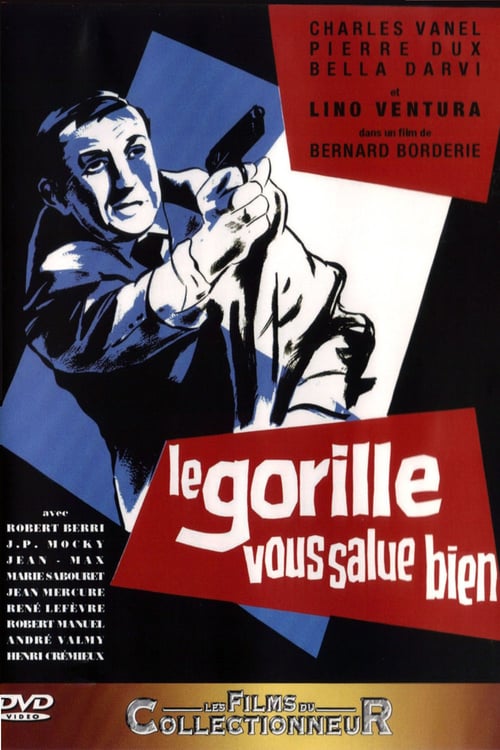 CHARLES VANEL
PIERRE DUX
BELLA DARVI
et
LINO VENTURA
dans un film de
BERNARD BORDERIE
le gorille
vous salue bien
avec
ROBERT BERRI
J.P. MOCKY
JEAN - MAX
MARIE SABOURET
JEAN MERCURE
RENÉ LEFÈVRE
ROBERT MANUEL
ANDRÉ VALMY
HENRI CRÉMIEUX
DVD
VIDEO
LES FILMS DU
COLLECTIONNEUR